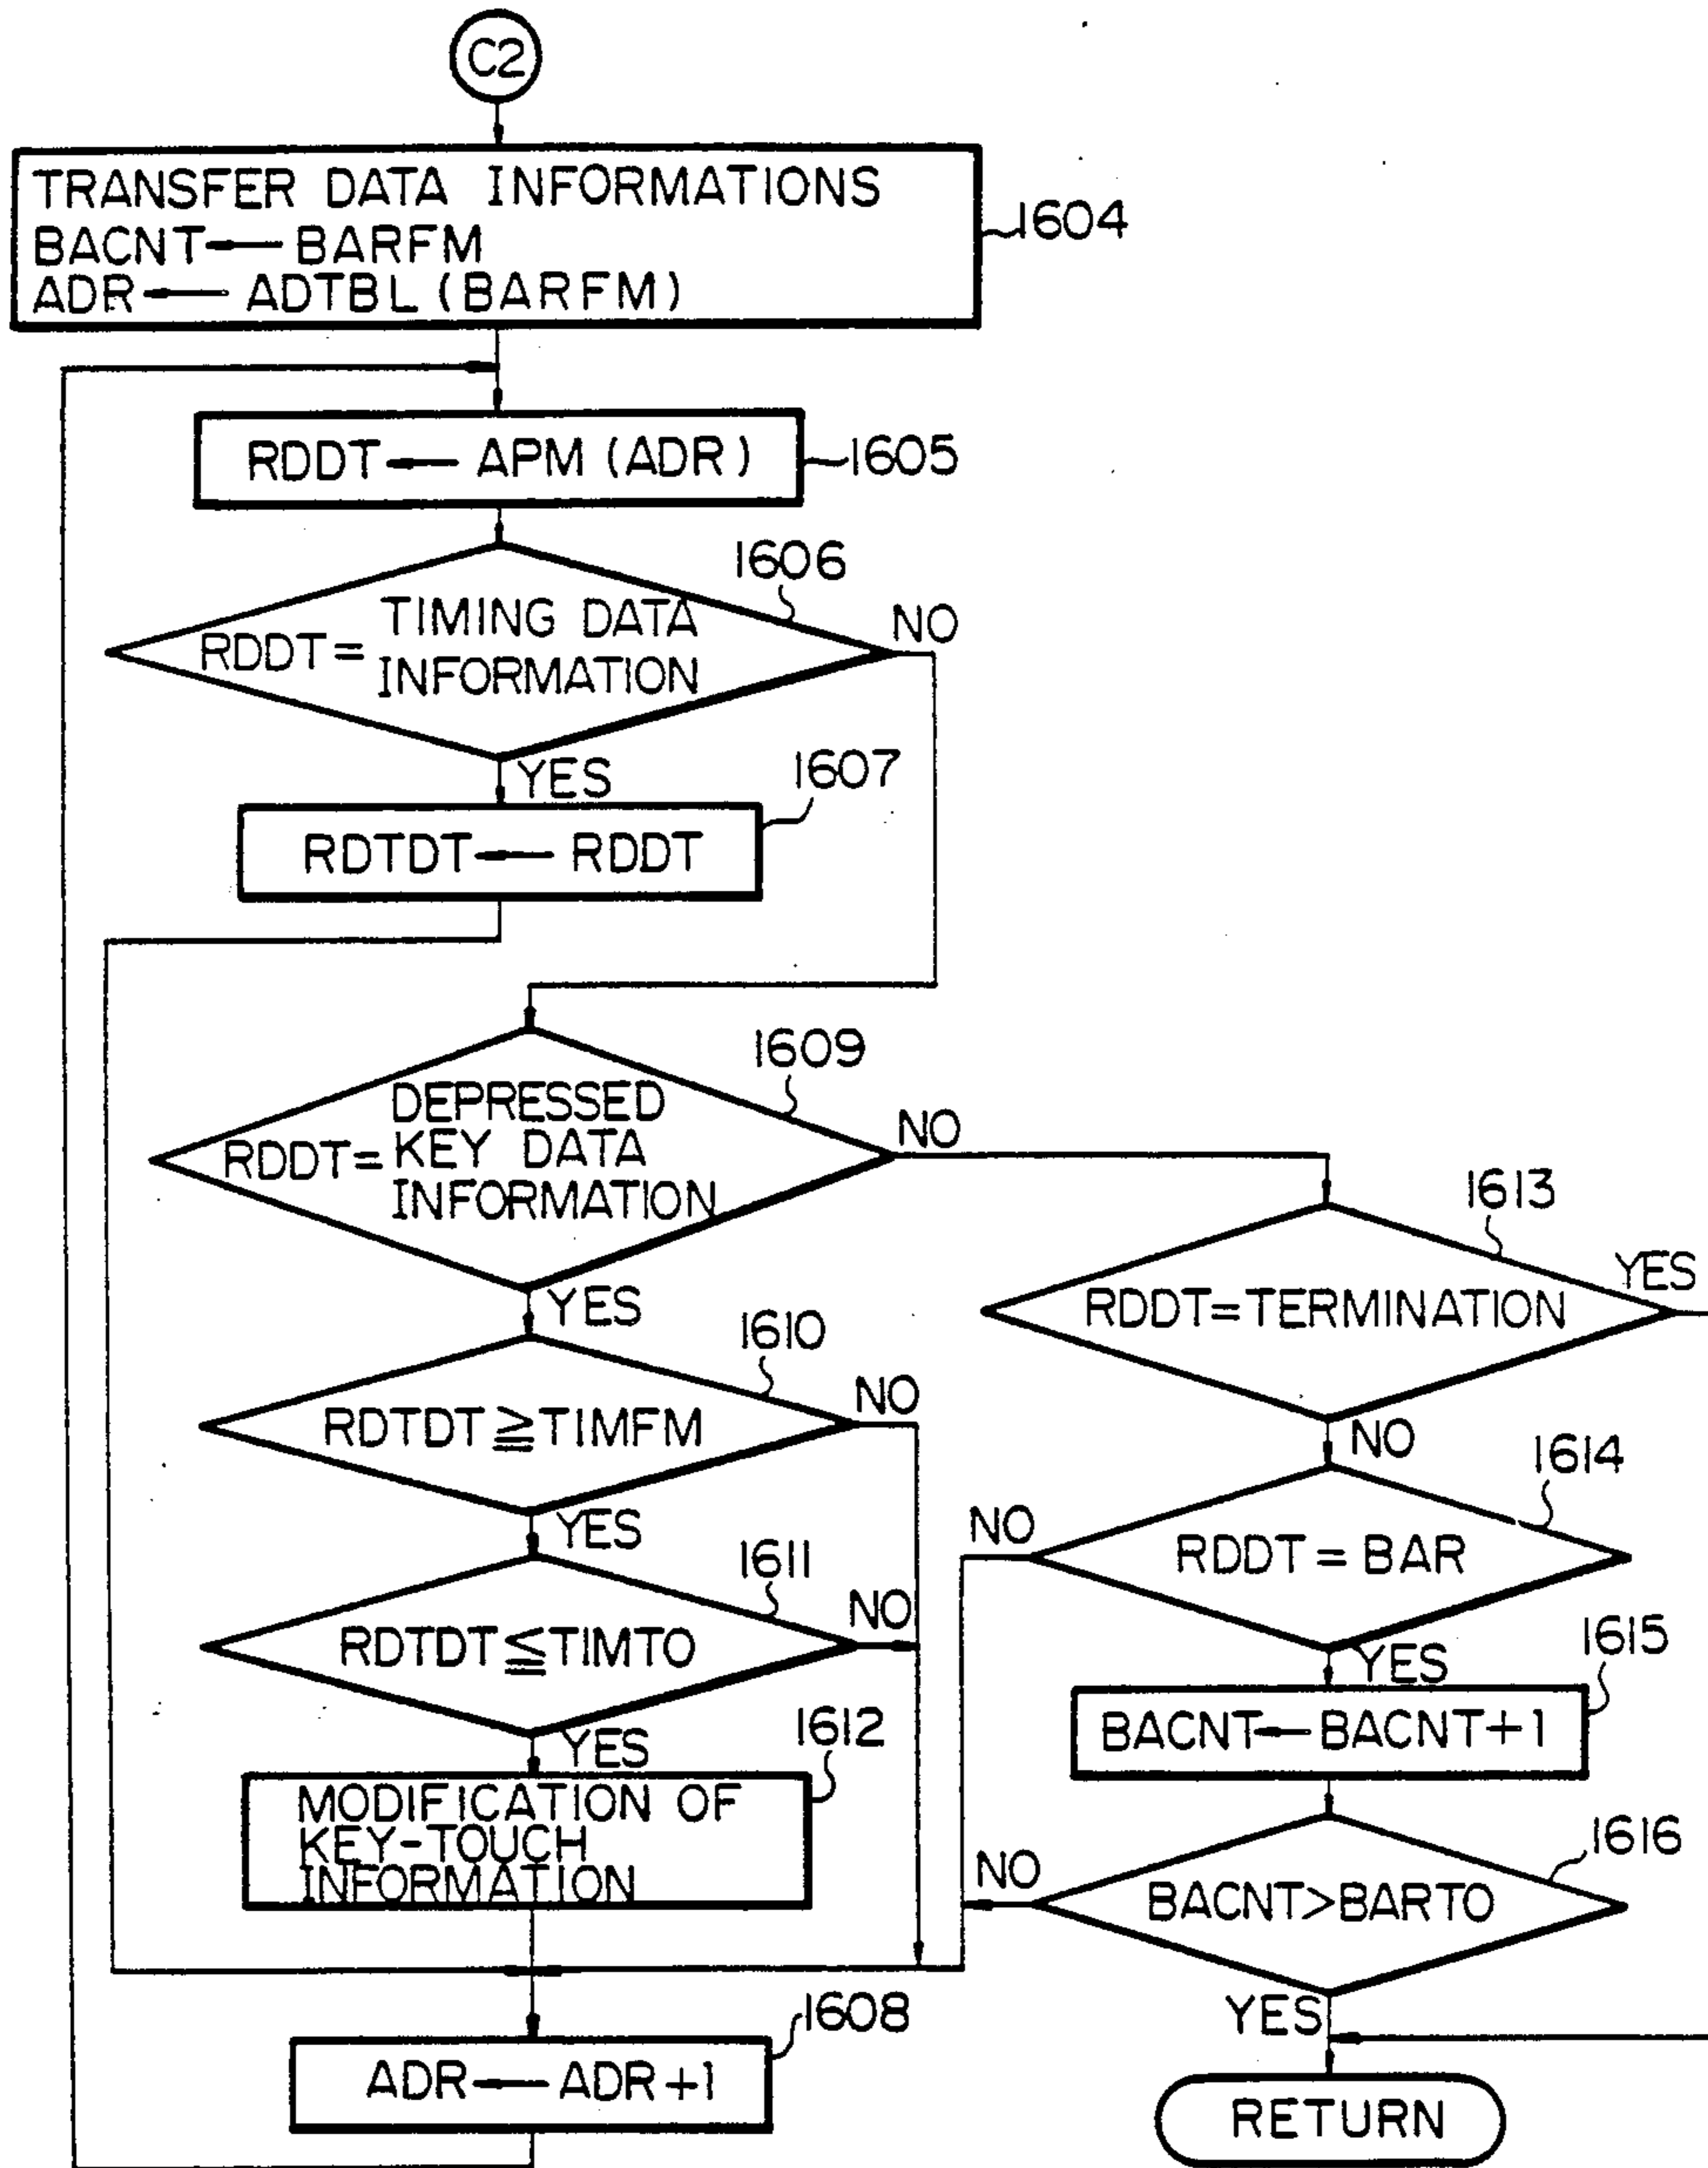 C2
TRANSFER DATA INFORMATIONS
BACNT ← BARFM
ADR ← ADTBL (BARFM)
1604
RDDT ← APM (ADR)
1605
1606
TIMING DATA
RDDT =
INFORMATION
NO
YES
1607
RDTDT ← RDDT
1609
DEPRESSED
RDDT = KEY DATA
INFORMATION
NO
YES
1613
RDDT = TERMINATION
YES
NO
1610
RDTDT ≧ TIMFM
NO
YES
1614
RDDT = BAR
NO
YES
1611
RDTDT ≦ TIMTO
NO
YES
1615
BACNT ← BACNT+1
1612
MODIFICATION OF
KEY-TOUCH
INFORMATION
1616
BACNT > BARTO
NO
YES
1608
ADR ← ADR +1
RETURN